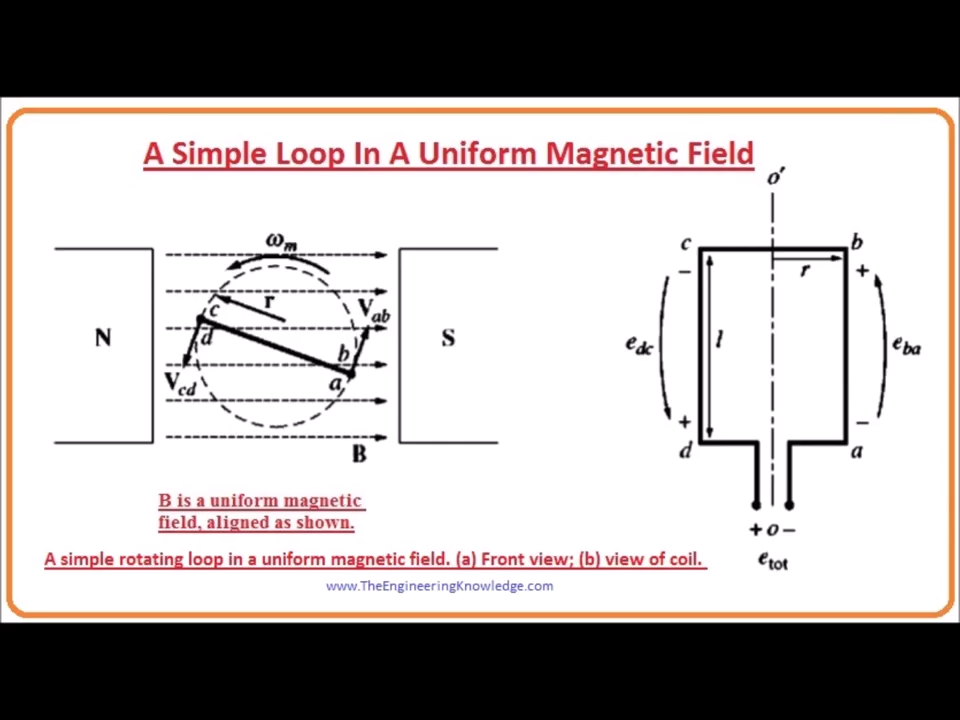 A Simple Loop In A Uniform Magnetic Field
o′
ωm
c
b
r
c
r
Vab
− +
N
d
b
S
edc
l
eba
a
Vcd
+ −
B
d
a
B is a uniform magnetic
field, aligned as shown.
+ o −
A simple rotating loop in a uniform magnetic field. (a) Front view; (b) view of coil.
etot
www.TheEngineeringKnowledge.com